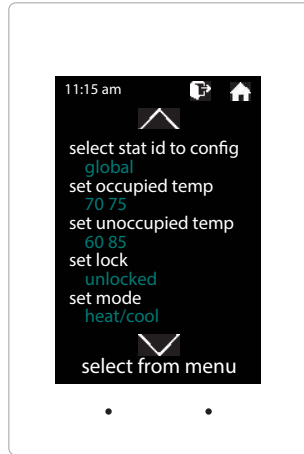 11:15 am
select stat id to config
global
set occupied temp
70 75
set unoccupied temp
60 85
set lock
unlocked
set mode
heat/cool
select from menu